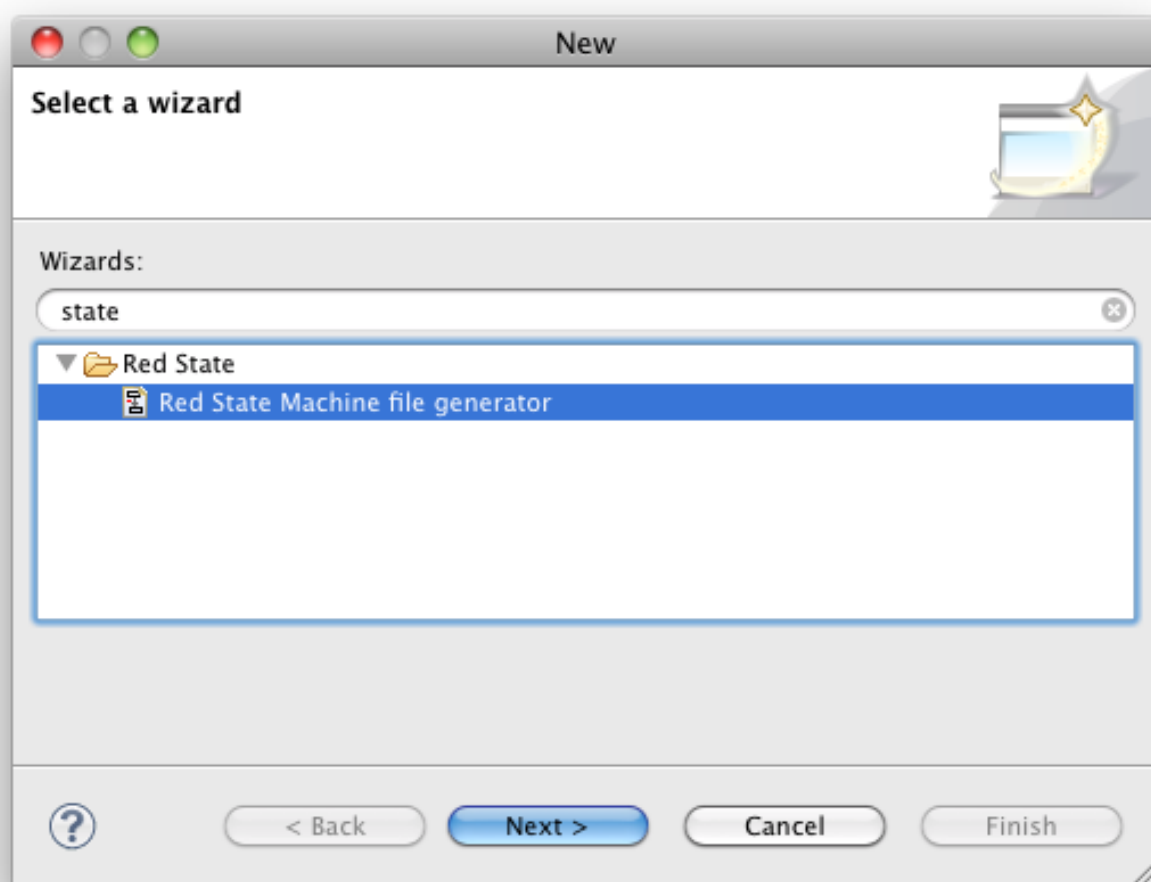 New
Select a wizard
Wizards:
state
Red State
Red State Machine file generator
< Back Next > Cancel Finish